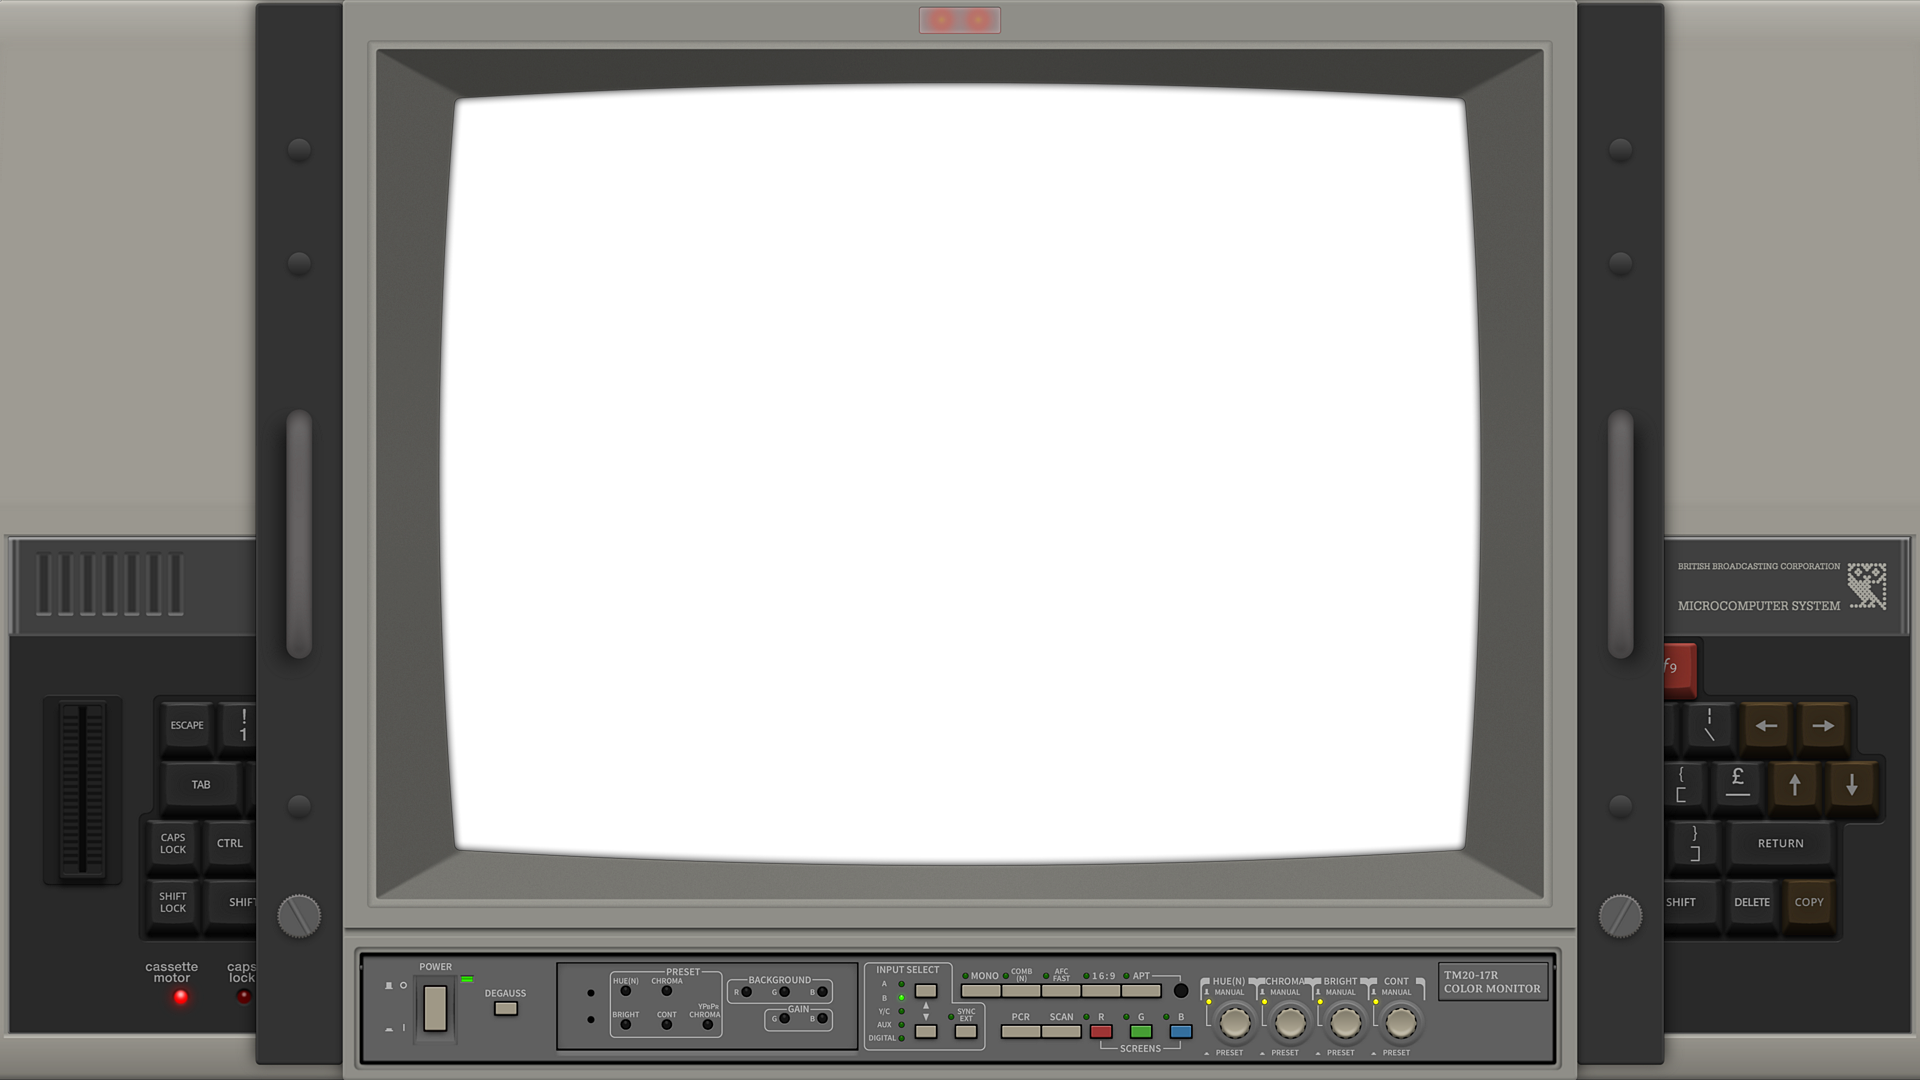 BRITISH BROADCASTING CORPORATION
MICROCOMPUTER SYSTEM
f9
ESCAPE
!
1
TAB
CAPS
LOCK
CTRL
SHIFT
LOCK
SHIFT
cassette
motor
caps
lock
¦
\
←
→
{
[
£
_
↑
↓
}
]
RETURN
SHIFT
DELETE
COPY
POWER
DEGAUSS
PRESET
HUE(N)
CHROMA
BRIGHT
CONT
YPBPR
CHROMA
BACKGROUND
R
G
B
GAIN
G
B
INPUT SELECT
A
B
Y/C
AUX
DIGITAL
SYNC
EXT
MONO
COMB
(N)
AFC
FAST
16:9
APT
PCR
SCAN
R
G
B
SCREENS
HUE(N)
CHROMA
BRIGHT
CONT
MANUAL
MANUAL
MANUAL
MANUAL
PRESET
PRESET
PRESET
PRESET
TM20-17R
COLOR MONITOR